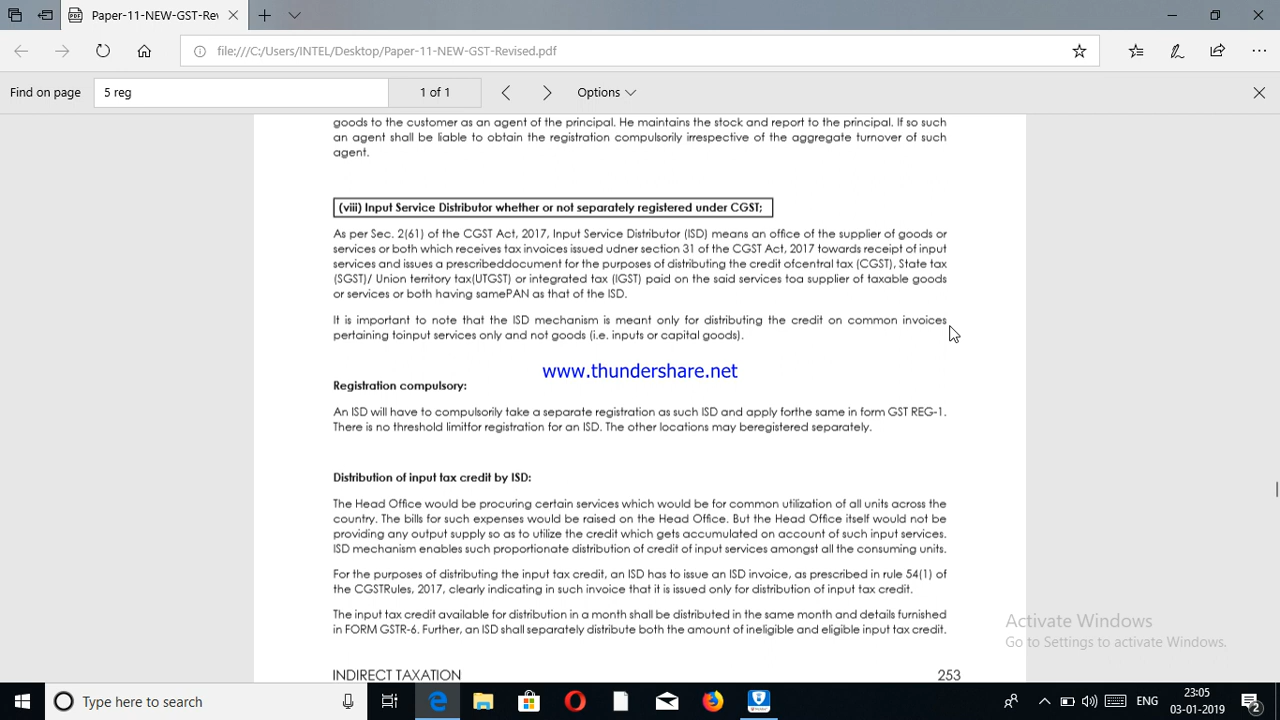 Paper-11-NEW-GST-Rev
file:///C:/Users/INTEL/Desktop/Paper-11-NEW-GST-Revised.pdf
Find on page
5 reg
1 of 1
Options
goods to the customer as an agent of the principal. He maintains the stock and report to the principal. If so such
an agent shall be liable to obtain the registration compulsorily irrespective of the aggregate turnover of such
agent.
(viii) Input Service Distributor whether or not separately registered under CGST;
As per Sec. 2(61) of the CGST Act, 2017, Input Service Distributor (ISD) means an office of the supplier of goods or
services or both which receives tax invoices issued udner section 31 of the CGST Act, 2017 towards receipt of input
services and issues a prescribeddocument for the purposes of distributing the credit ofcentral tax (CGST), State tax
(SGST)/ Union territory tax(UTGST) or integrated tax (IGST) paid on the said services toa supplier of taxable goods
or services or both having samePAN as that of the ISD.
It is important to note that the ISD mechanism is meant only for distributing the credit on common invoices
pertaining toinput services only and not goods (i.e. inputs or capital goods).
www.thundershare.net
Registration compulsory:
An ISD will have to compulsorily take a separate registration as such ISD and apply forthe same in form GST REG-1.
There is no threshold limitfor registration for an ISD. The other locations may beregistered separately.
Distribution of input tax credit by ISD:
The Head Office would be procuring certain services which would be for common utilization of all units across the
country. The bills for such expenses would be raised on the Head Office. But the Head Office itself would not be
providing any output supply so as to utilize the credit which gets accumulated on account of such input services.
ISD mechanism enables such proportionate distribution of credit of input services amongst all the consuming units.
For the purposes of distributing the input tax credit, an ISD has to issue an ISD invoice, as prescribed in rule 54(1) of
the CGSTRules, 2017, clearly indicating in such invoice that it is issued only for distribution of input tax credit.
The input tax credit available for distribution in a month shall be distributed in the same month and details furnished
in FORM GSTR-6. Further, an ISD shall separately distribute both the amount of ineligible and eligible input tax credit.
Activate Windows
Go to Settings to activate Windows.
INDIRECT TAXATION 253
Type here to search
ENG
23:05
03-01-2019
2